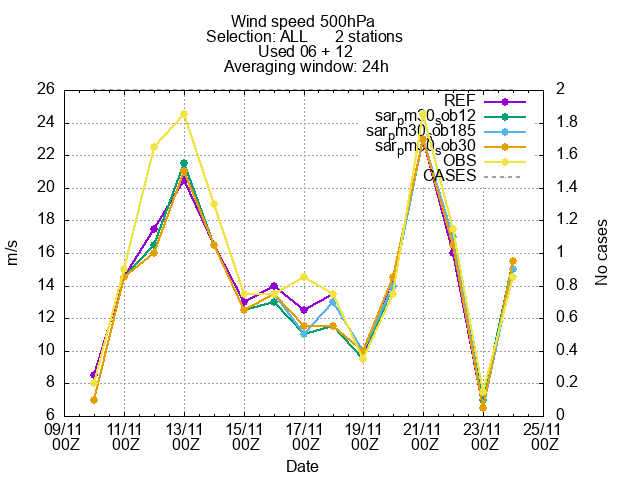 Wind speed 500hPa
Selection: ALL 2 stations
Used 06 + 12
Averaging window: 24h
REF
sarpm30sob12
sarpm30sob185
sarpm30sob30
OBS
CASES
26
24
22
20
18
16
14
12
10
8
6
m/s
2
1.8
1.6
1.4
1.2
1
0.8
0.6
0.4
0.2
0
No cases
09/11 11/11 13/11 15/11 17/11 19/11 21/11 23/11 25/11
00Z 00Z 00Z 00Z 00Z 00Z 00Z 00Z 00Z
Date